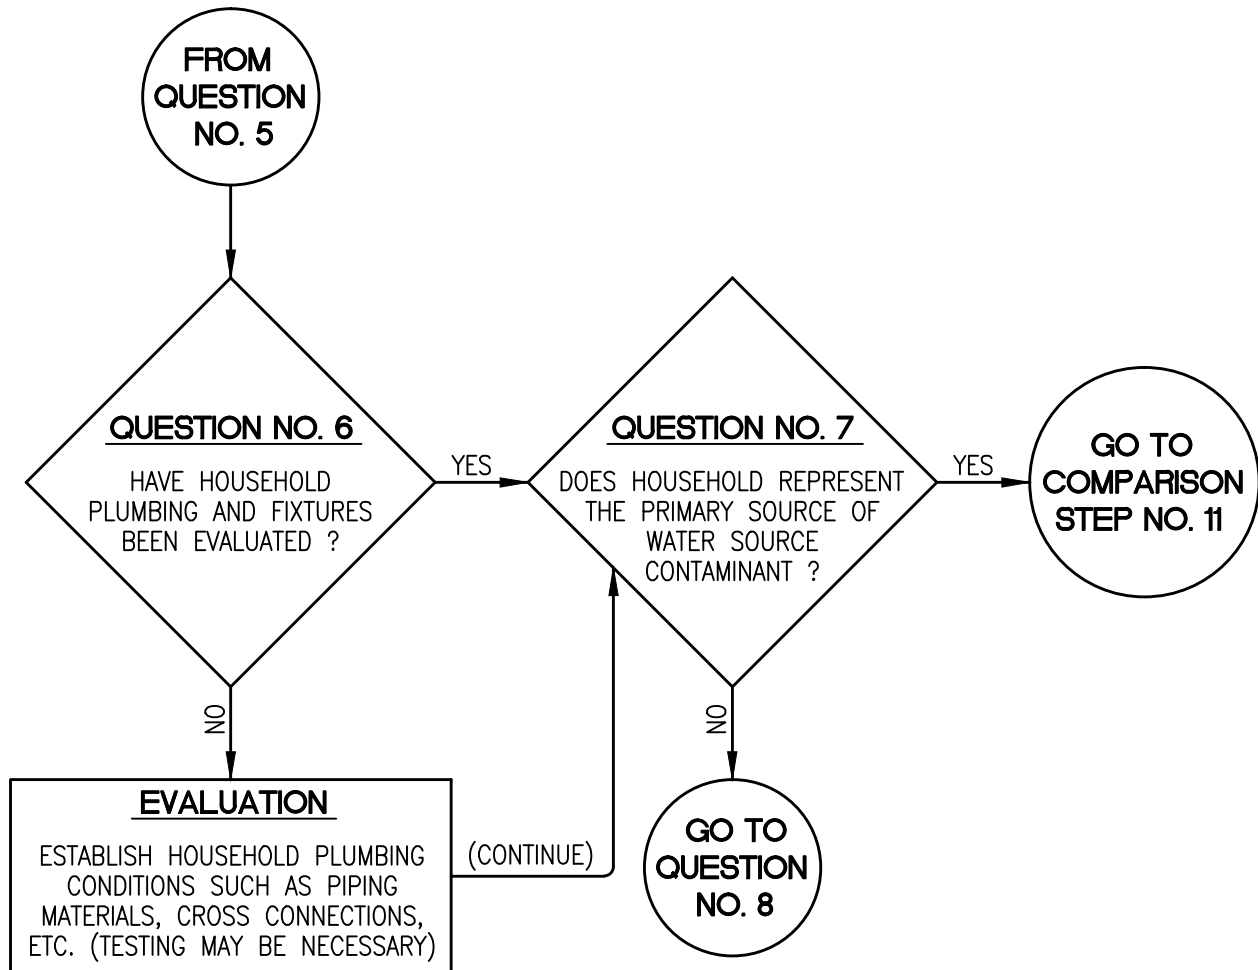 FROM
QUESTION
NO. 5
QUESTION NO. 6
HAVE HOUSEHOLD
PLUMBING AND FIXTURES
BEEN EVALUATED ?
YES
QUESTION NO. 7
DOES HOUSEHOLD REPRESENT
THE PRIMARY SOURCE OF
WATER SOURCE
CONTAMINANT ?
YES
GO TO
COMPARISON
STEP NO. 11
NO
EVALUATION
ESTABLISH HOUSEHOLD PLUMBING
CONDITIONS SUCH AS PIPING
MATERIALS, CROSS CONNECTIONS,
ETC. (TESTING MAY BE NECESSARY)
(CONTINUE)
NO
GO TO
QUESTION
NO. 8